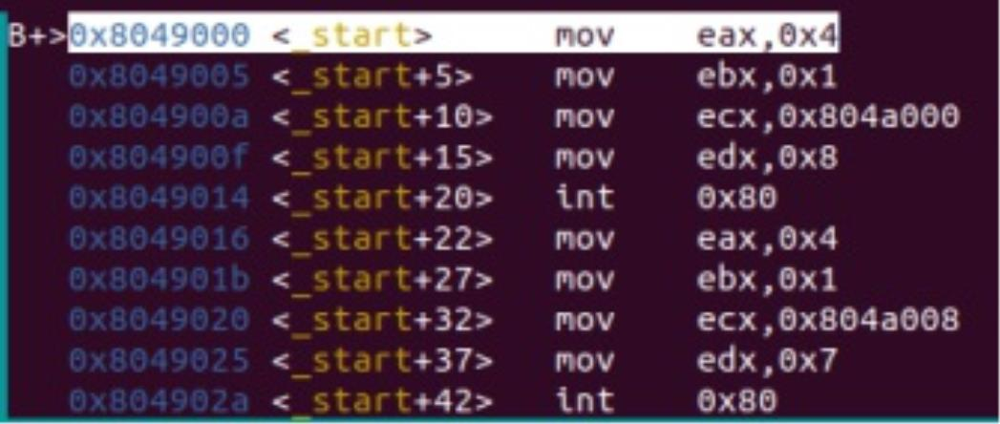 B+>0x8049000 <_start> mov eax,0x4
0x8049005 <_start+5> mov ebx,0x1
0x804900a <_start+10> mov ecx,0x804a000
0x804900f <_start+15> mov edx,0x8
0x8049014 <_start+20> int 0x80
0x8049016 <_start+22> mov eax,0x4
0x804901b <_start+27> mov ebx,0x1
0x8049020 <_start+32> mov ecx,0x804a008
0x8049025 <_start+37> mov edx,0x7
0x804902a <_start+42> int 0x80